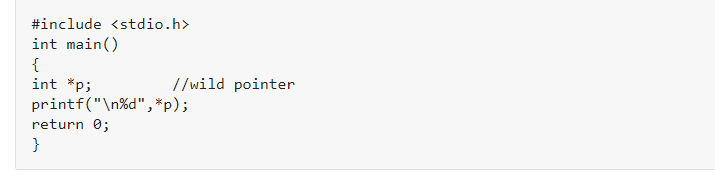 #include <stdio.h>
int main()
{
int *p;          //wild pointer
printf("\n%d",*p);
return 0;
}